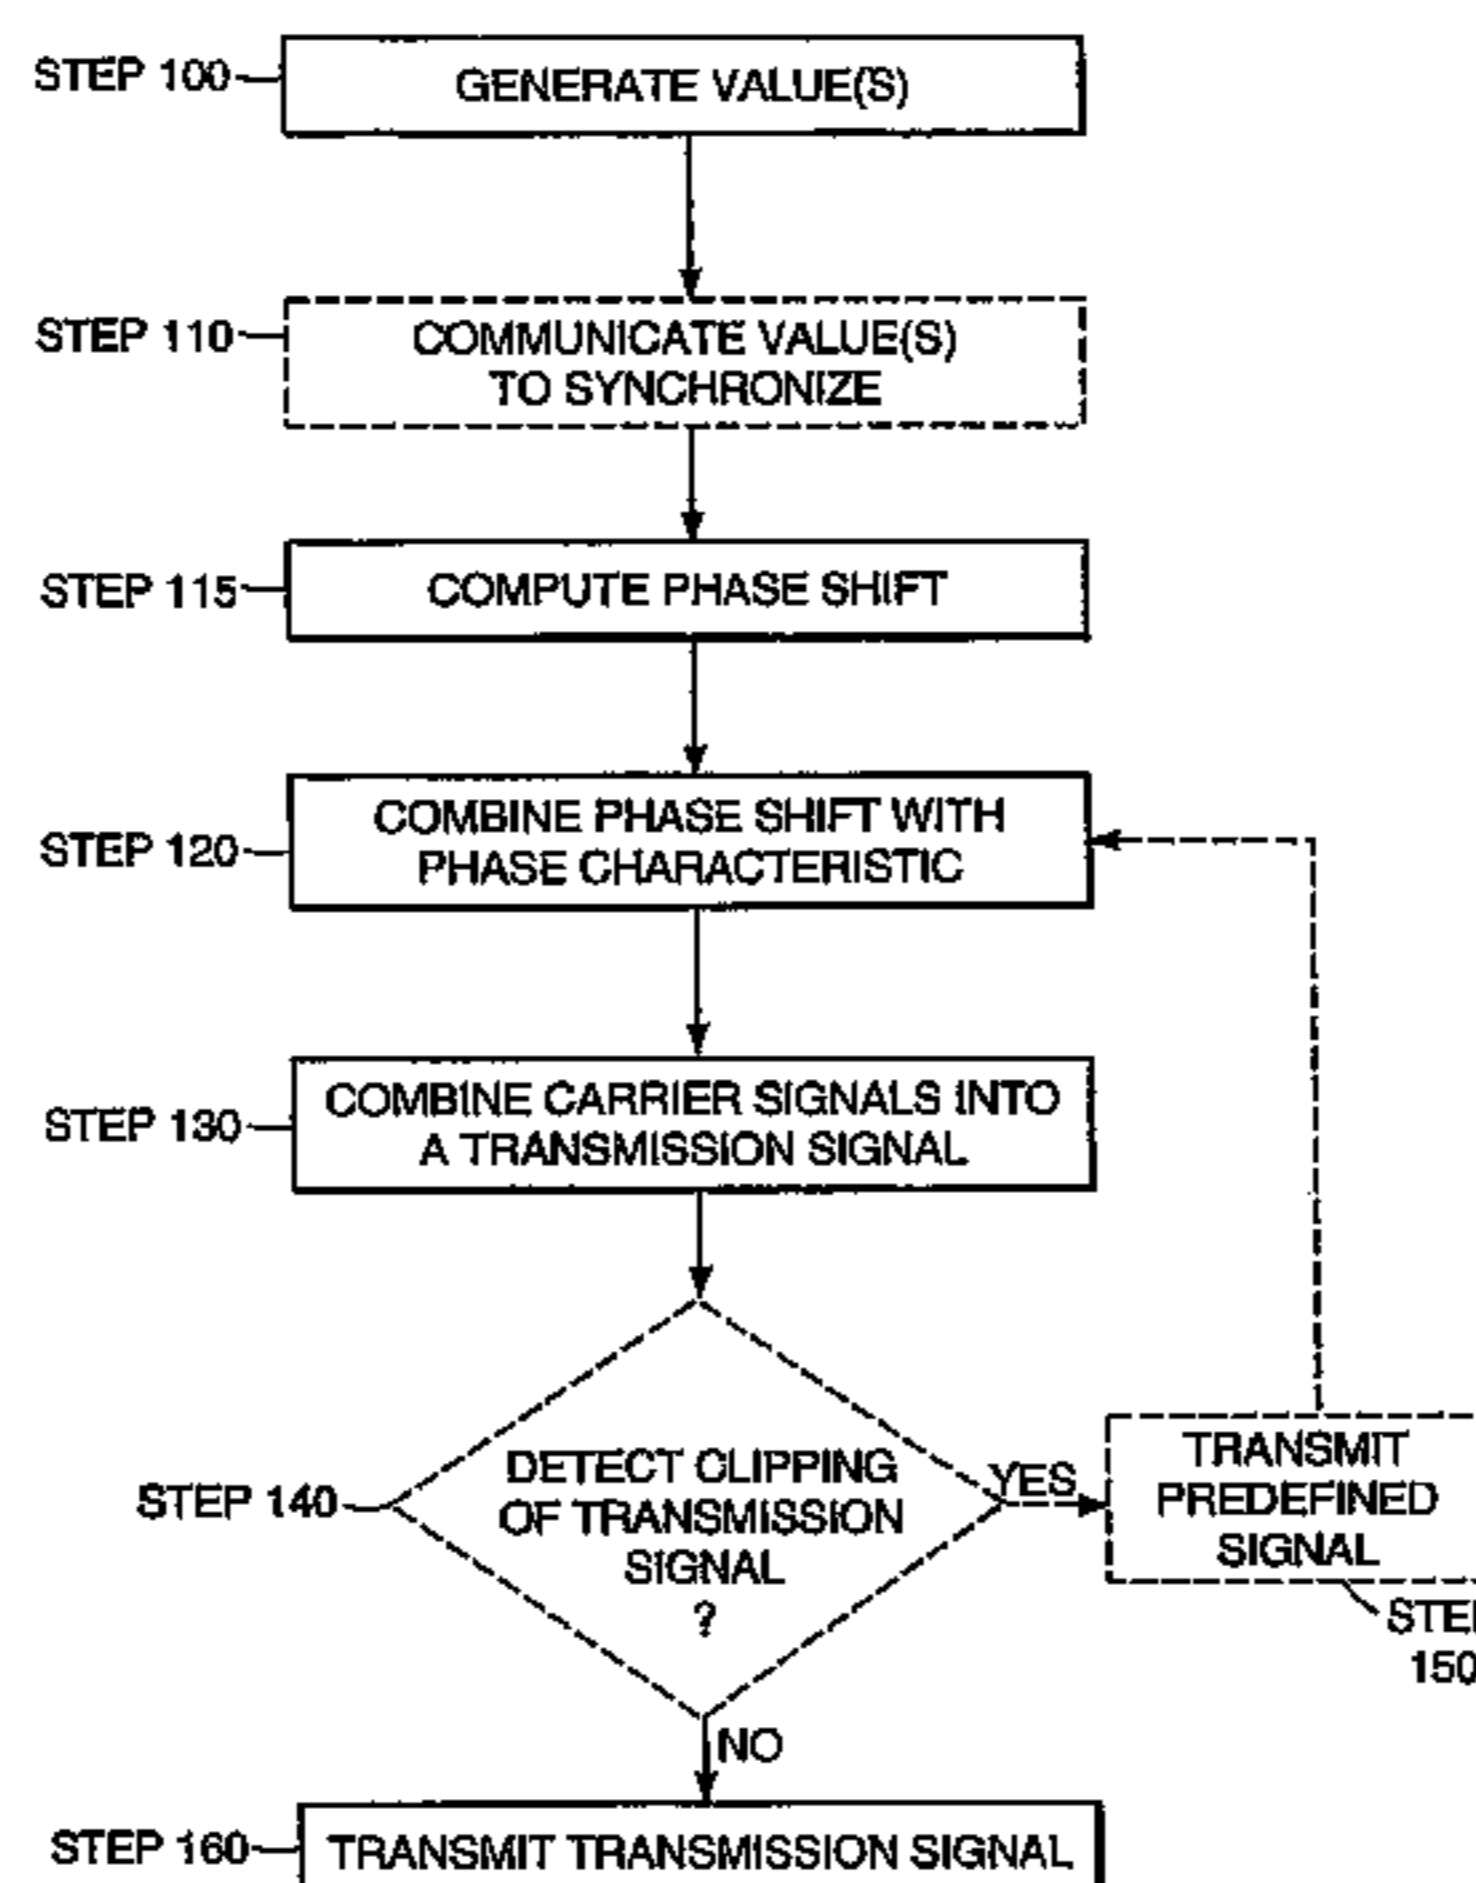 STEP 100
GENERATE VALUE(S)
STEP 110
COMMUNICATE VALUE(S)
TO SYNCHRONIZE
STEP 115
COMPUTE PHASE SHIFT
STEP 120
COMBINE PHASE SHIFT WITH
PHASE CHARACTERISTIC
STEP 130
COMBINE CARRIER SIGNALS INTO
A TRANSMISSION SIGNAL
STEP 140
DETECT CLIPPING
OF TRANSMISSION
SIGNAL
?
YES
TRANSMIT
PREDEFINED
SIGNAL
STE
150
NO
STEP 160
TRANSMIT TRANSMISSION SIGNAL